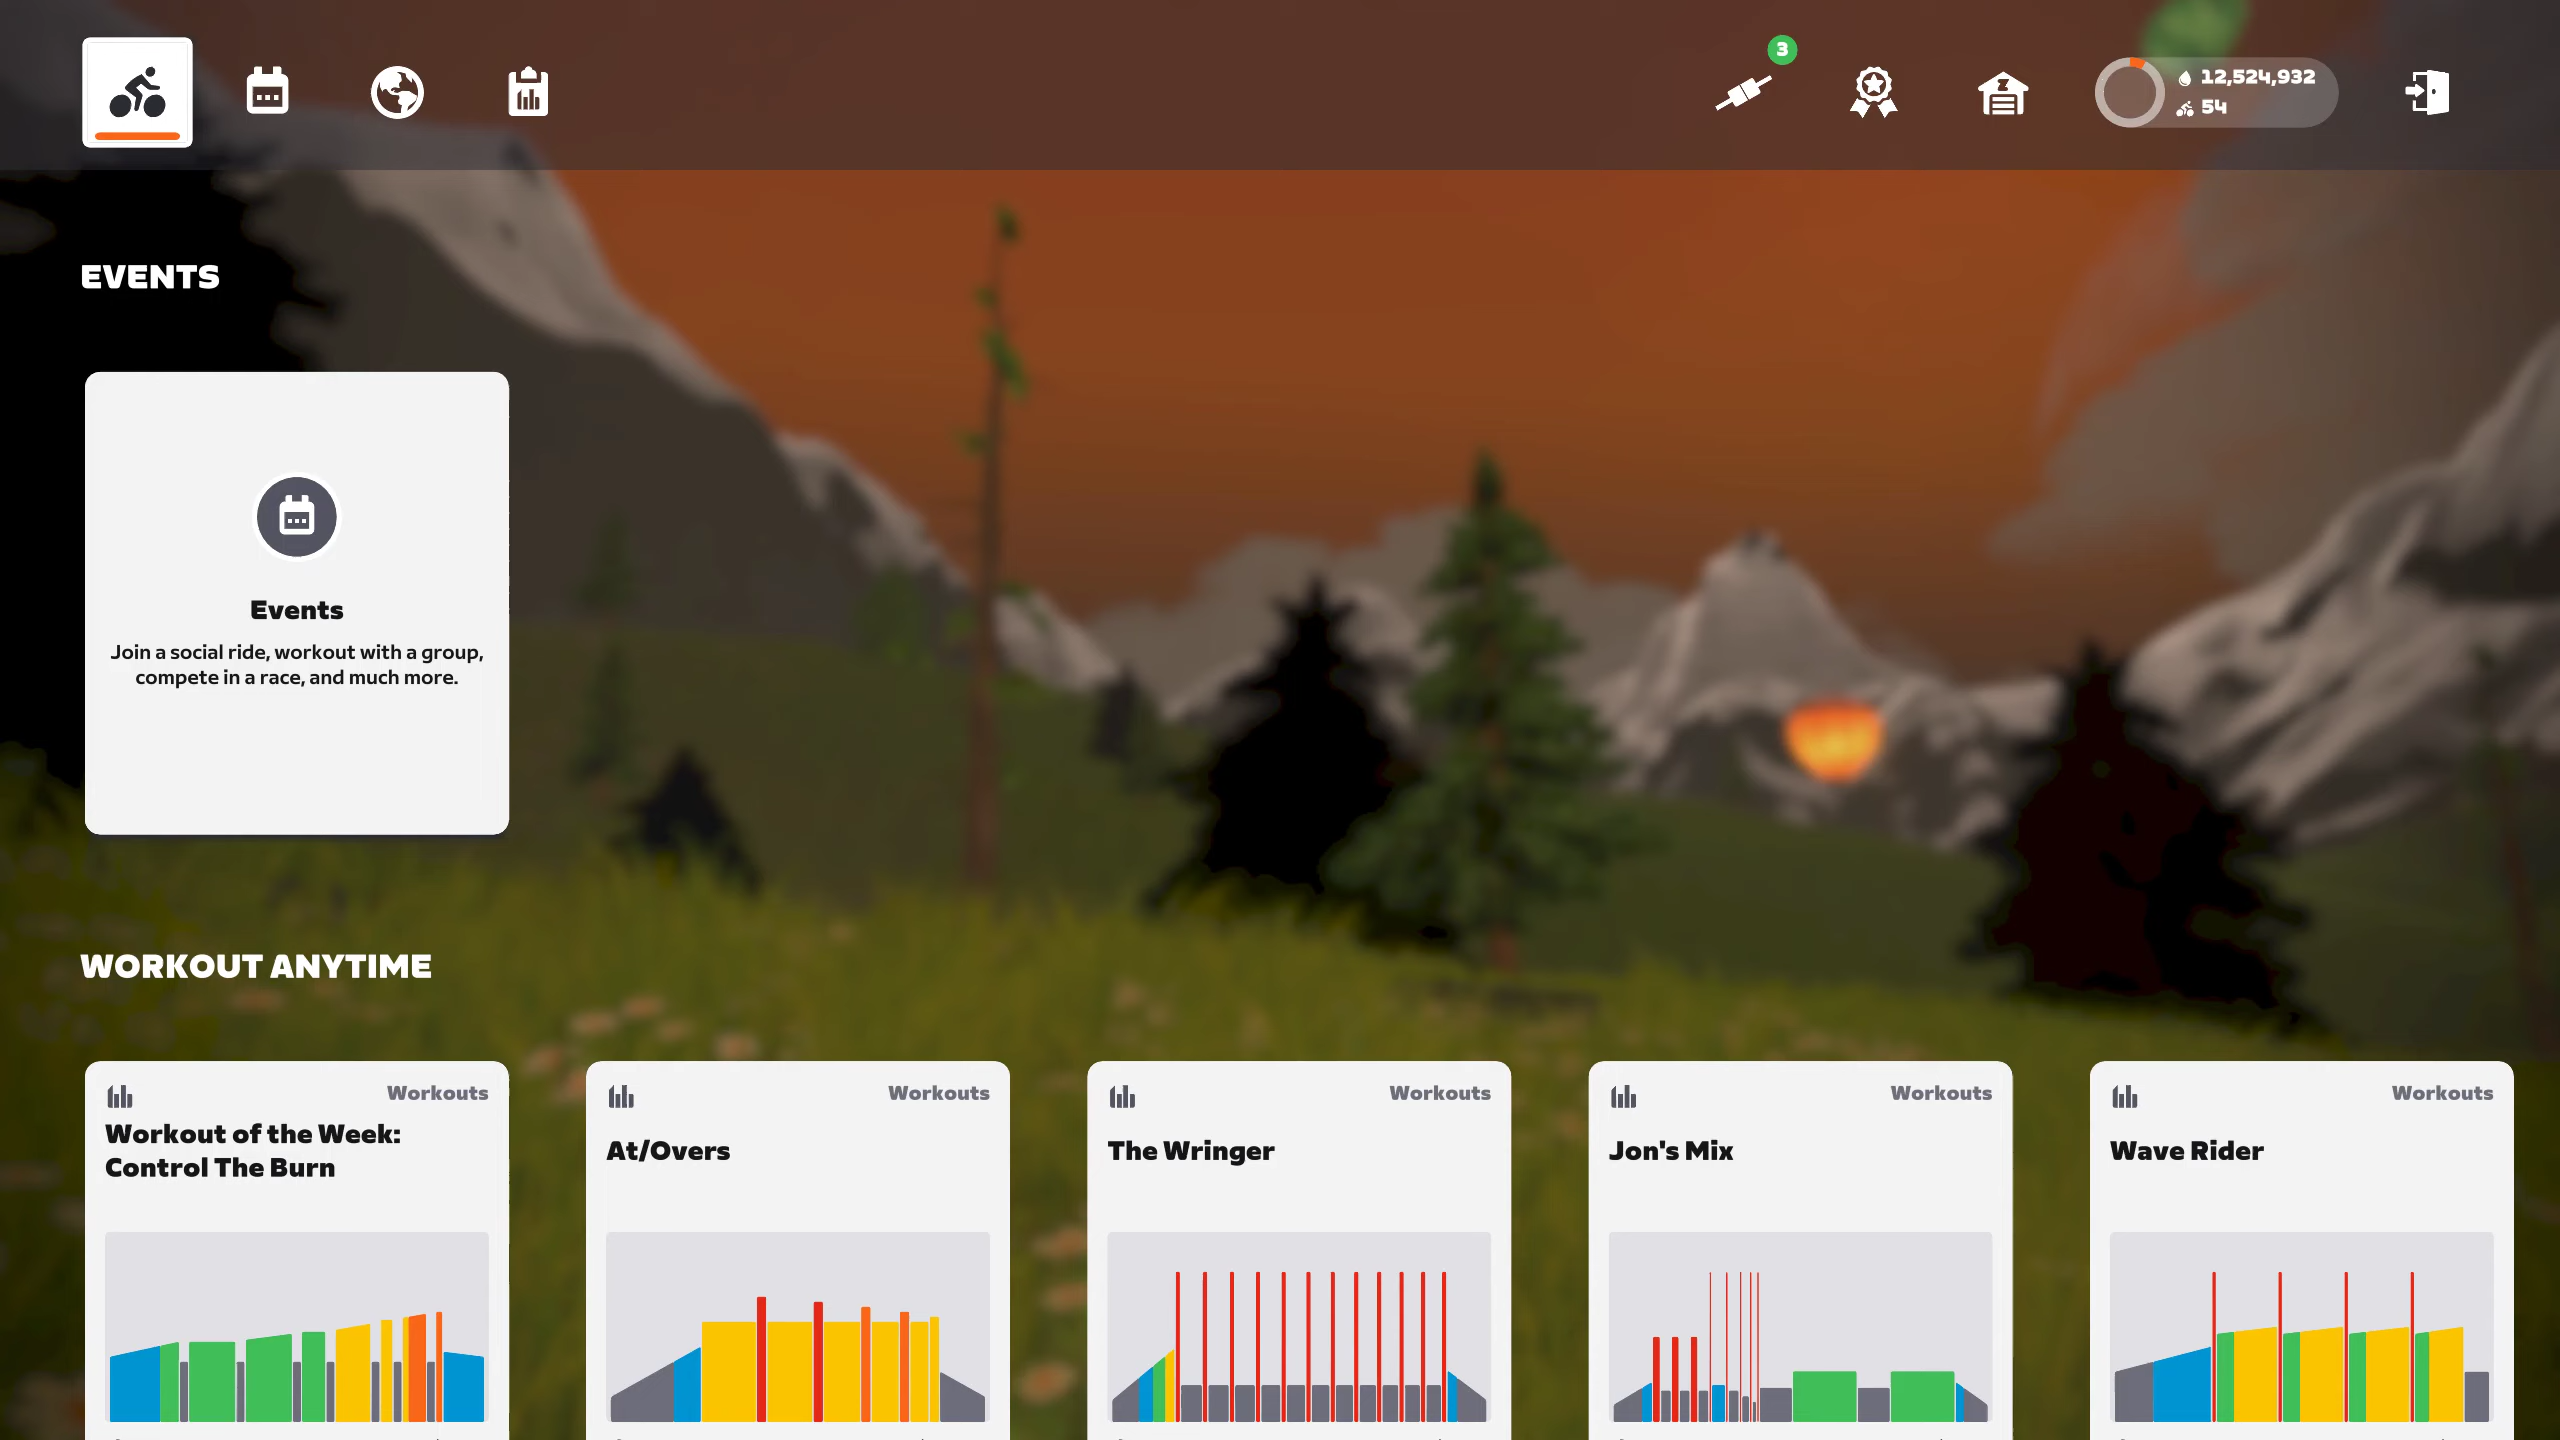 3
12,524,932
54
EVENTS
Events
Join a social ride, workout with a group,
compete in a race, and much more.
WORKOUT ANYTIME
Workouts
Workout of the Week:
Control The Burn
Workouts
At/Overs
Workouts
The Wringer
Workouts
Jon's Mix
Workouts
Wave Rider